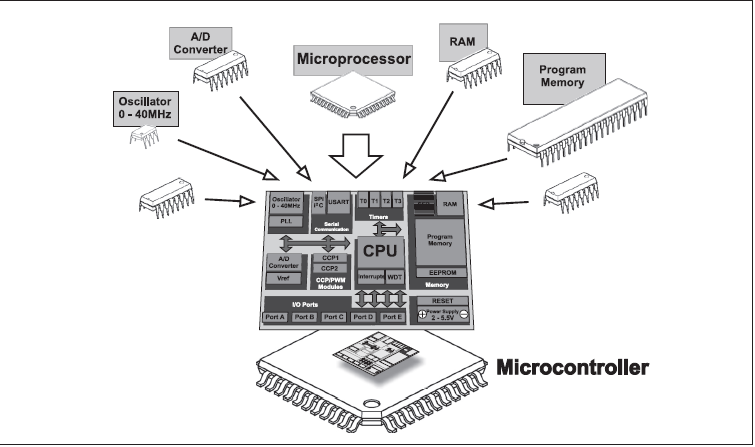 A/D
Converter
Microprocessor
RAM
Program
Memory
Oscillator
0 - 40MHz
Oscillator
0 - 40MHz
PLL
SPI
I²C
USART
Serial
Communication
T0 T1 T2 T3
Timers
RAM
Program
Memory
EEPROM
Memory
CPU
Interrupts
WDT
A/D
Converter
Vref
CCP1
CCP2
CCP/PWM
Modules
I/O Ports
Port A Port B Port C Port D Port E
RESET
Power Supply
2 - 5.5V
Microcontroller